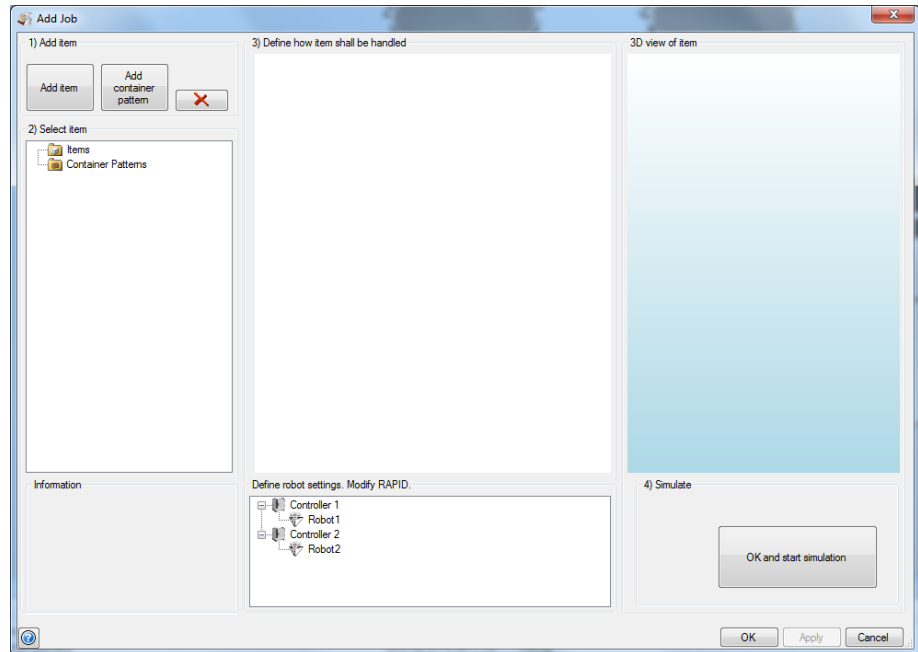 Add Job
1) Add item
Add item
Add
container
pattern
2) Select item
Items
Container Patterns
Information
3) Define how item shall be handled
Define robot settings. Modify RAPID.
Controller 1
Robot1
Controller 2
Robot2
3D view of item
4) Simulate
OK and start simulation
OK
Apply
Cancel